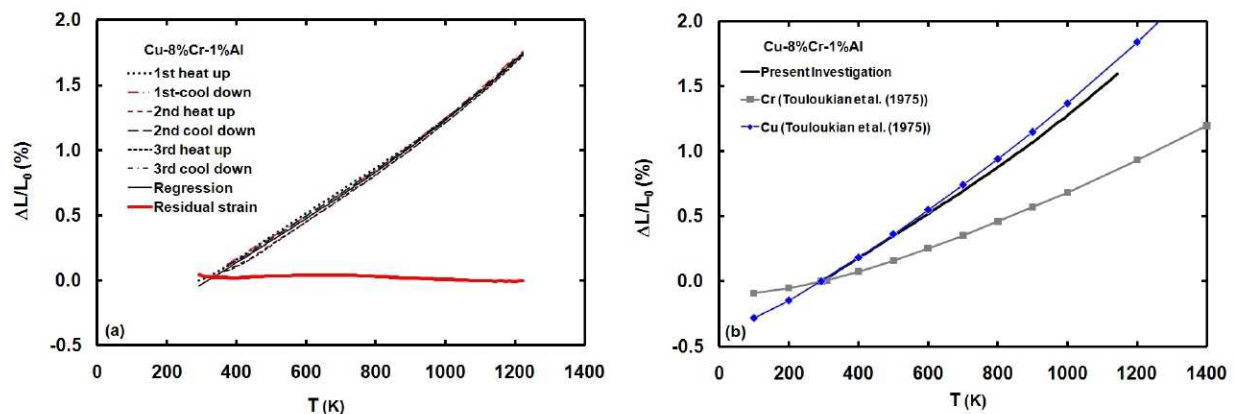 2.0
Cu-8%Cr-1%Al
1st heat up
1st-cool down
2nd heat up
2nd cool down
3rd heat up
3rd cool down
Regression
Residual strain
1.5
1.0
0.5
0.0
-0.5
ΔL/L₀ (%)
(a)
0 200 400 600 800 1000 1200 1400
T (K)
2.0
Cu-8%Cr-1%Al
Present Investigation
Cr (Touloukian et al. (1975))
Cu (Touloukian et al. (1975))
1.5
1.0
0.5
0.0
-0.5
ΔL/L₀ (%)
(b)
0 200 400 600 800 1000 1200 1400
T (K)